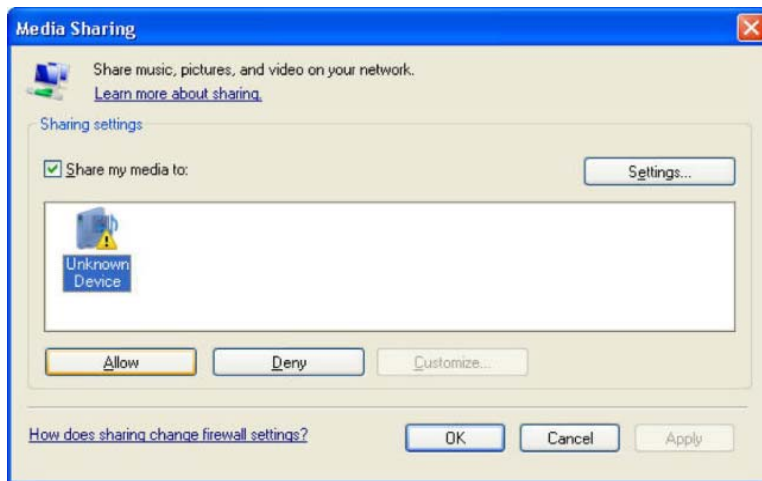 Media Sharing
Share music, pictures, and video on your network.
Learn more about sharing.
Sharing settings
Share my media to:
Settings...
Unknown
Device
Allow
Deny
Customize...
How does sharing change firewall settings?
OK
Cancel
Apply